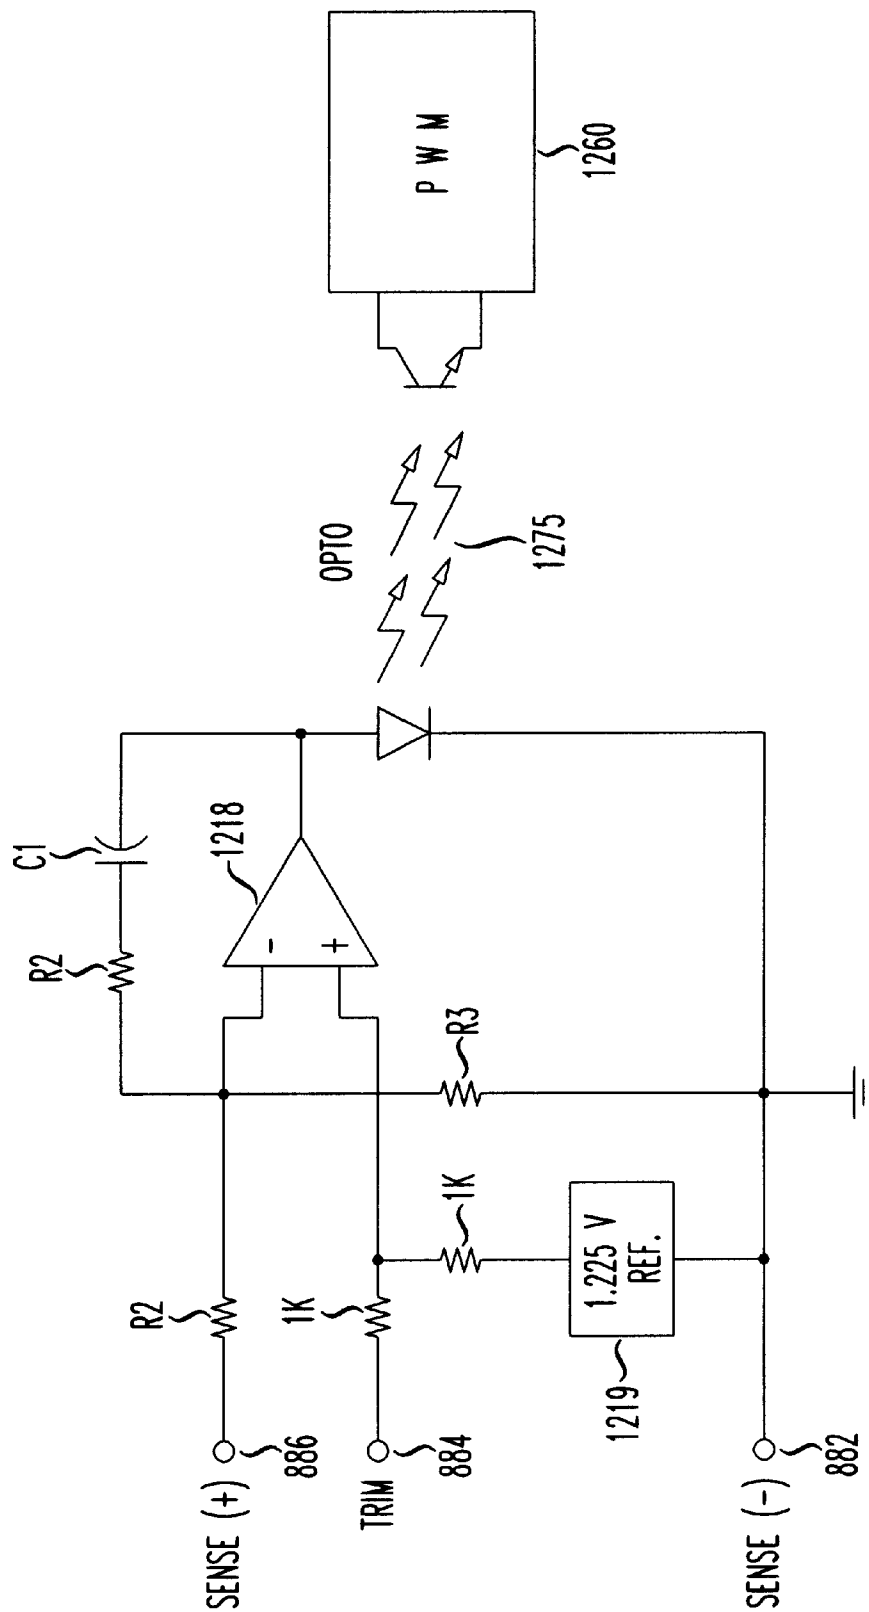 C1
R2
1218
-
+
OPTO
1275
P W M
1260
R2
1K
R3
1K
1.225 V
REF.
1219
SENSE (+)
886
TRIM
884
SENSE (-)
882